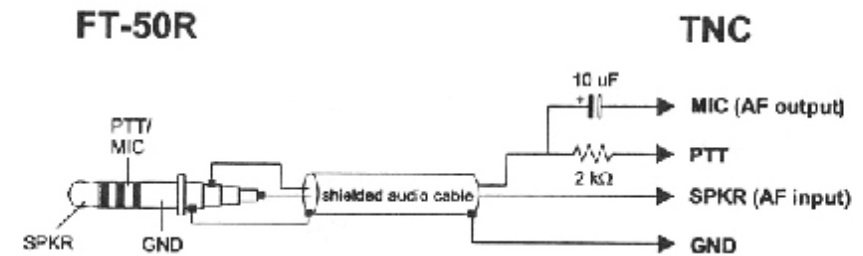 FT-50R
TNC
10 uF
+
MIC (AF output)
PTT/
MIC
PTT
2 kΩ
shielded audio cable
SPKR (AF input)
SPKR
GND
GND